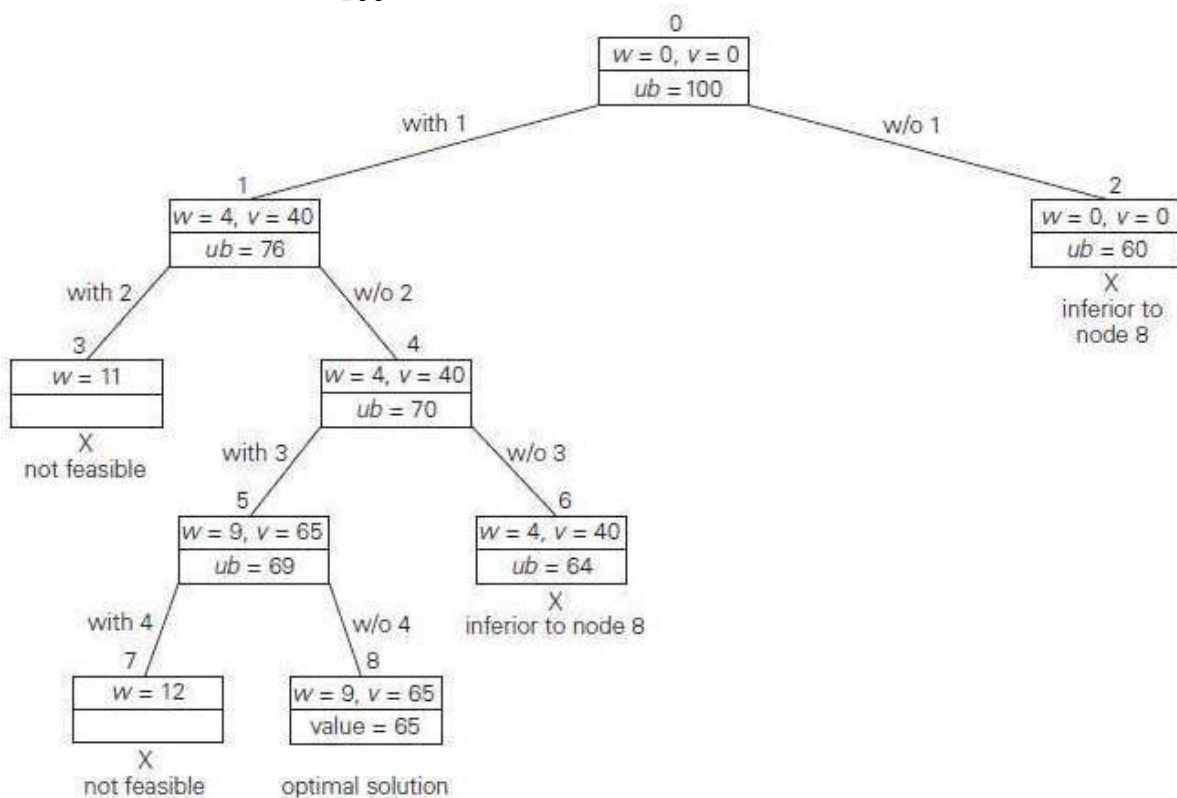 0
w = 0, v = 0
ub = 100
with 1
w/o 1
1
2
w = 4, v = 40
w = 0, v = 0
ub = 76
ub = 60
X
inferior to
node 8
with 2
w/o 2
3
4
w = 11
w = 4, v = 40
ub = 70
X
not feasible
with 3
w/o 3
5
6
w = 9, v = 65
w = 4, v = 40
ub = 69
ub = 64
X
inferior to node 8
with 4
w/o 4
7
8
w = 12
w = 9, v = 65
value = 65
X
not feasible
optimal solution